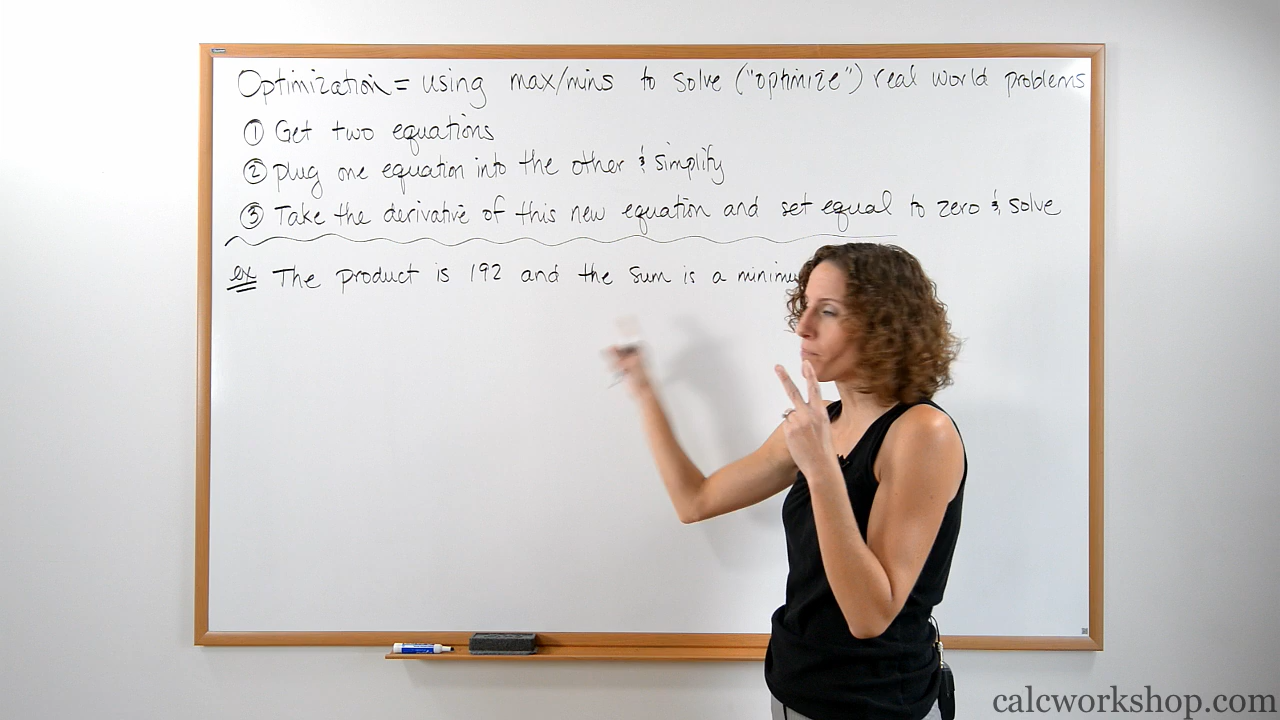 Optimization = using max/mins to solve ("optimize") real world problems
① Get two equations
② plug one equation into the other & simplify
③ Take the derivative of this new equation and set equal to zero & solve
ex The product is 192 and the sum is a minimu
calcworkshop.com